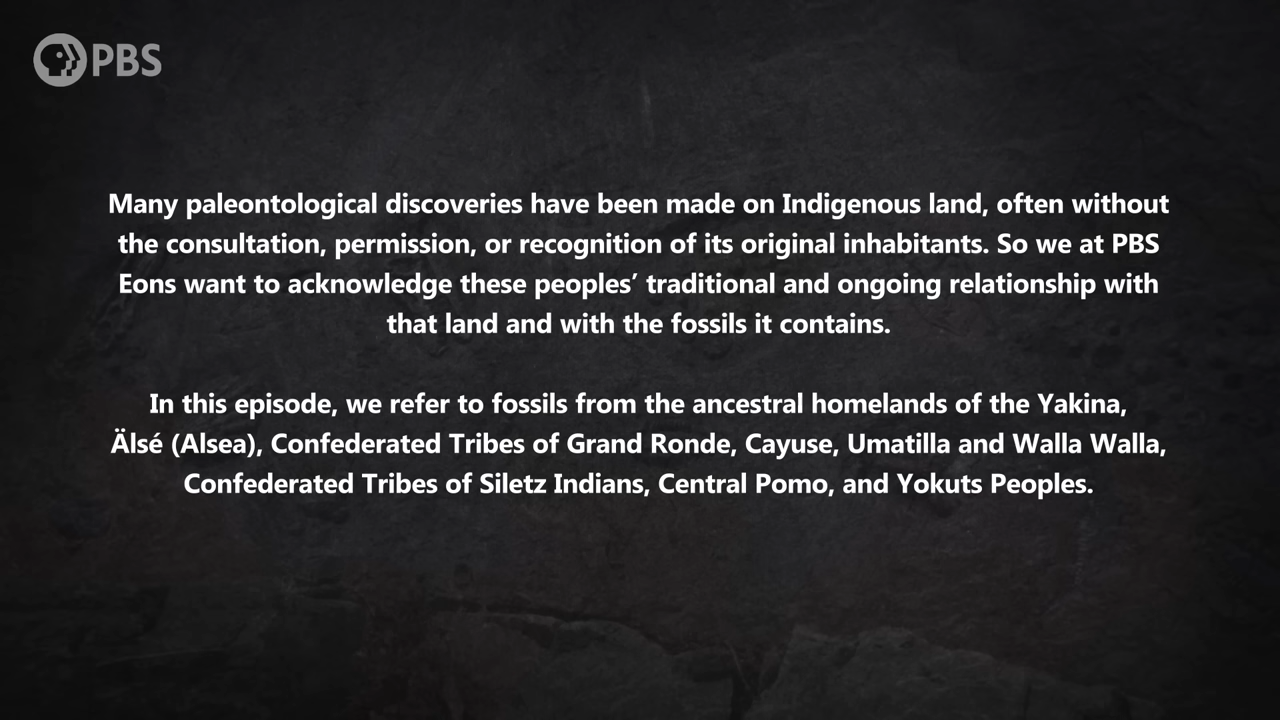 PBS
Many paleontological discoveries have been made on Indigenous land, often without
the consultation, permission, or recognition of its original inhabitants. So we at PBS
Eons want to acknowledge these peoples’ traditional and ongoing relationship with
that land and with the fossils it contains.
In this episode, we refer to fossils from the ancestral homelands of the Yakina,
Älsé (Alsea), Confederated Tribes of Grand Ronde, Cayuse, Umatilla and Walla Walla,
Confederated Tribes of Siletz Indians, Central Pomo, and Yokuts Peoples.